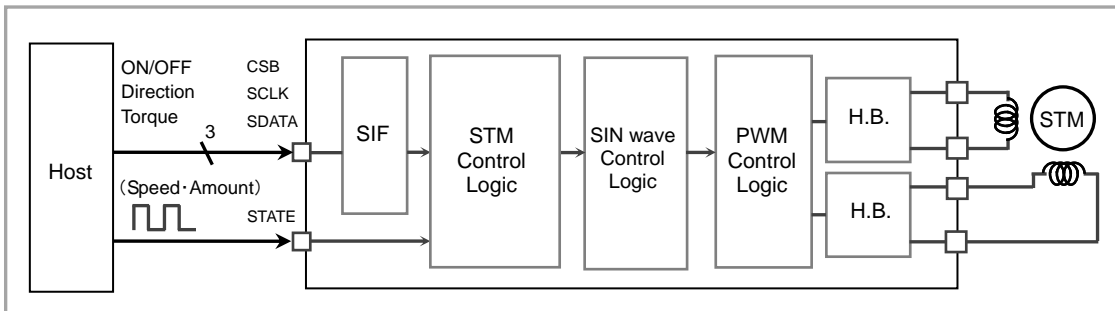 Host
ON/OFF
Direction
Torque
CSB
SCLK
SDATA
3
(Speed・Amount)
STATE
SIF
STM
Control
Logic
SIN wave
Control
Logic
PWM
Control
Logic
H.B.
H.B.
STM